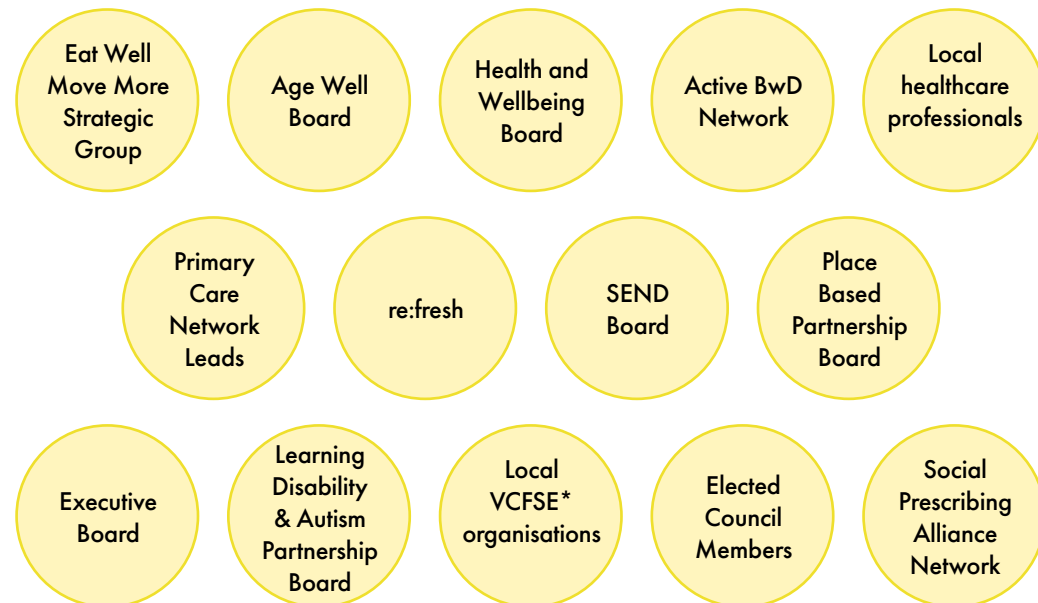 Eat Well
Move More
Strategic
Group
Age Well
Board
Health and
Wellbeing
Board
Active BwD
Network
Local
healthcare
professionals
Primary
Care
Network
Leads
re:fresh
SEND
Board
Place
Based
Partnership
Board
Executive
Board
Learning
Disability
& Autism
Partnership
Board
Local
VCFSE*
organisations
Elected
Council
Members
Social
Prescribing
Alliance
Network